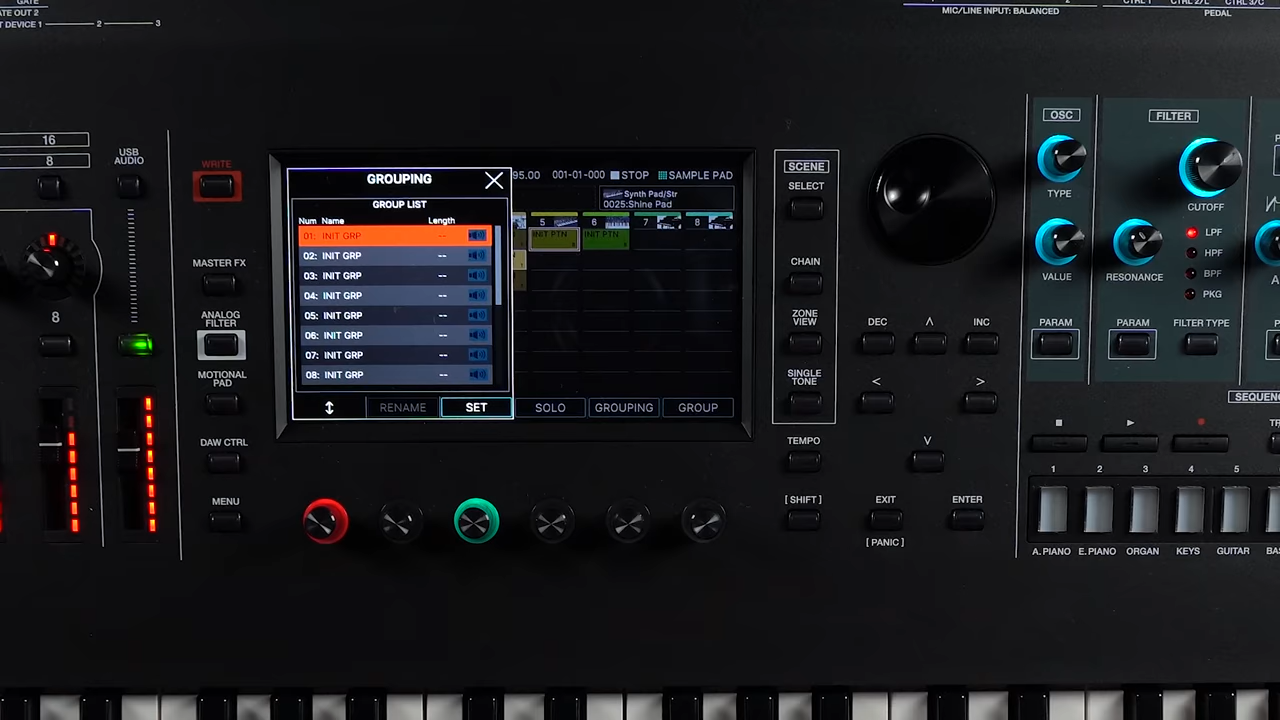 GATE
GATE OUT 2
T DEVICE 1
2
3
MIC/LINE INPUT: BALANCED
CTRL 1
CTRL 2/L
CTRL 3/C
PEDAL
16
8
USB
AUDIO
8
WRITE
MASTER FX
ANALOG
FILTER
MOTIONAL
PAD
DAW CTRL
MENU
GROUPING
GROUP LIST
Num Name Length
01: INIT GRP --
02: INIT GRP --
03: INIT GRP --
04: INIT GRP --
05: INIT GRP --
06: INIT GRP --
07: INIT GRP --
08: INIT GRP --
RENAME
SET
95.00 001-01-000 STOP SAMPLE PAD
Synth Pad/Str
0025:Shine Pad
5 6 7 8
INIT PTN INIT PTN
SOLO
GROUPING
GROUP
SCENE
SELECT
CHAIN
ZONE
VIEW
SINGLE
TONE
TEMPO
[SHIFT]
DEC
INC
EXIT
[PANIC]
ENTER
OSC
TYPE
VALUE
PARAM
FILTER
CUTOFF
RESONANCE
LPF
HPF
BPF
PKG
PARAM
FILTER TYPE
SEQUEN
1 2 3 4 5
A. PIANO E. PIANO ORGAN KEYS GUITAR